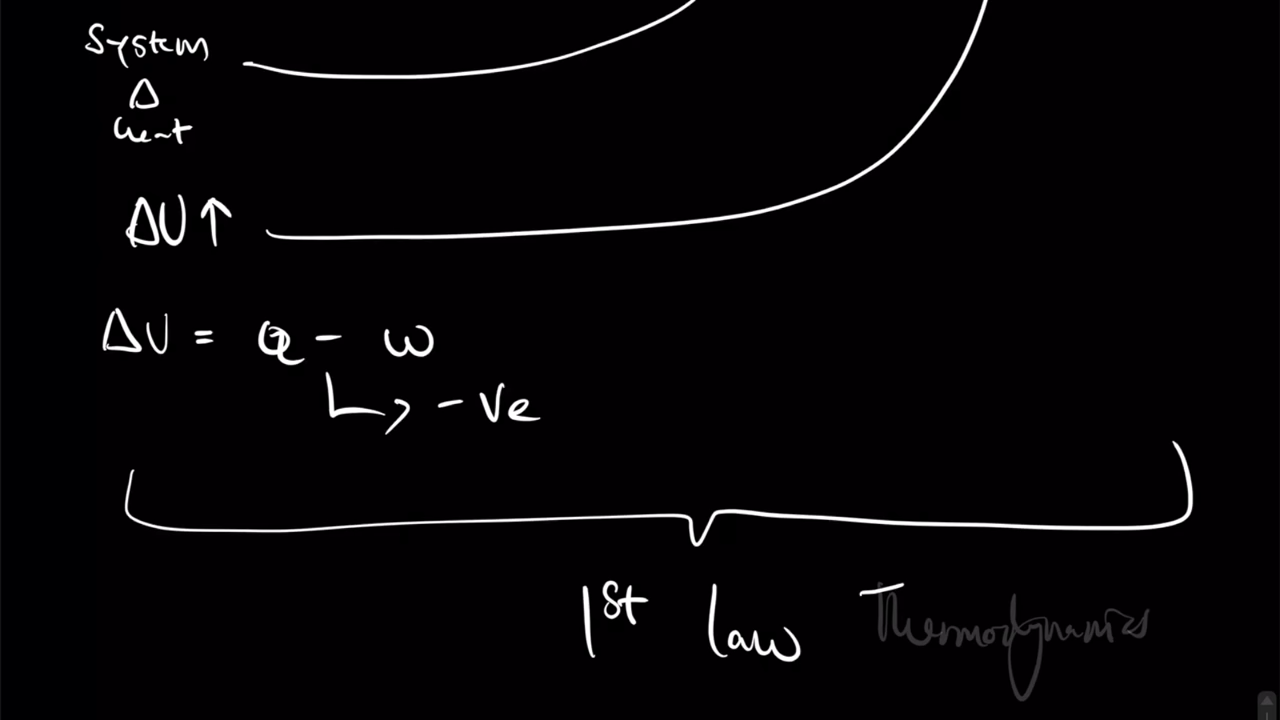 System
Δ
heat
ΔU↑
ΔU = Q - W
↳ -ve
1st law Thermodynamics